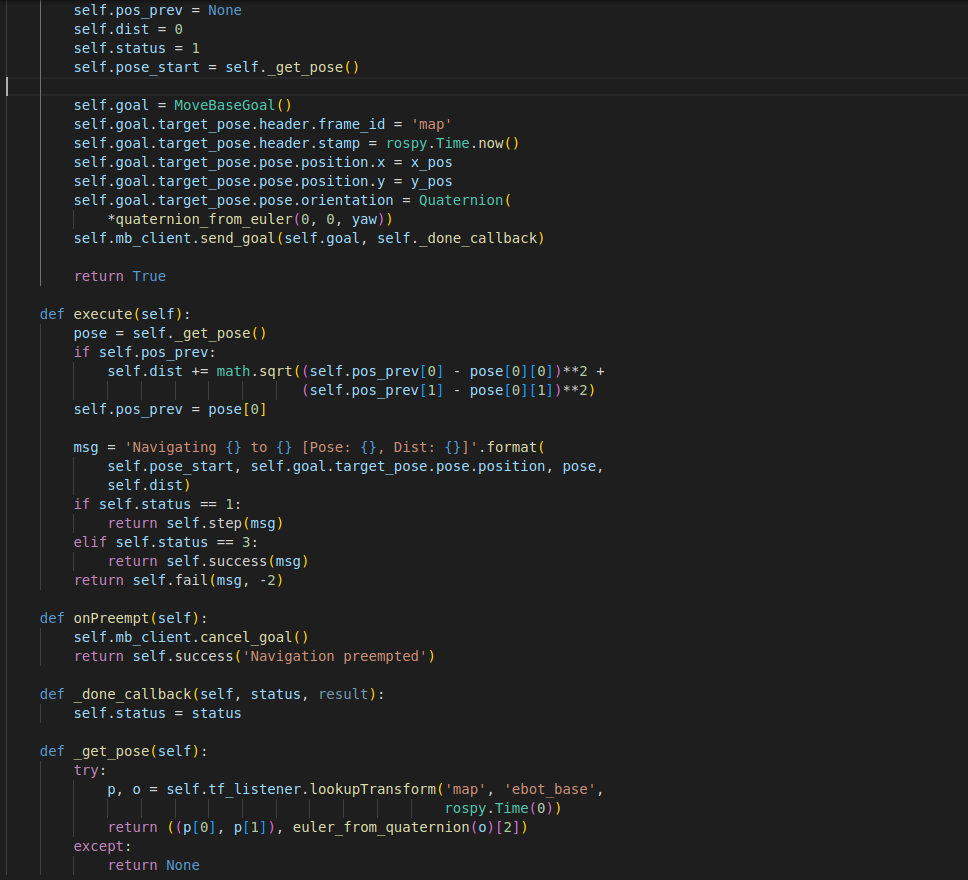 self.pos_prev = None
self.dist = 0
self.status = 1
self.pose_start = self._get_pose()
self.goal = MoveBaseGoal()
self.goal.target_pose.header.frame_id = 'map'
self.goal.target_pose.header.stamp = rospy.Time.now()
self.goal.target_pose.pose.position.x = x_pos
self.goal.target_pose.pose.position.y = y_pos
self.goal.target_pose.pose.orientation = Quaternion(
*quaternion_from_euler(0, 0, yaw))
self.mb_client.send_goal(self.goal, self._done_callback)
return True
def execute(self):
pose = self._get_pose()
if self.pos_prev:
self.dist += math.sqrt((self.pos_prev[0] - pose[0][0])**2 +
(self.pos_prev[1] - pose[0][1])**2)
self.pos_prev = pose[0]
msg = 'Navigating {} to {} [Pose: {}, Dist: {}]'.format(
self.pose_start, self.goal.target_pose.pose.position, pose,
self.dist)
if self.status == 1:
return self.step(msg)
elif self.status == 3:
return self.success(msg)
return self.fail(msg, -2)
def onPreempt(self):
self.mb_client.cancel_goal()
return self.success('Navigation preempted')
def _done_callback(self, status, result):
self.status = status
def _get_pose(self):
try:
p, o = self.tf_listener.lookupTransform('map', 'ebot_base',
rospy.Time(0))
return ((p[0], p[1]), euler_from_quaternion(o)[2])
except:
return None